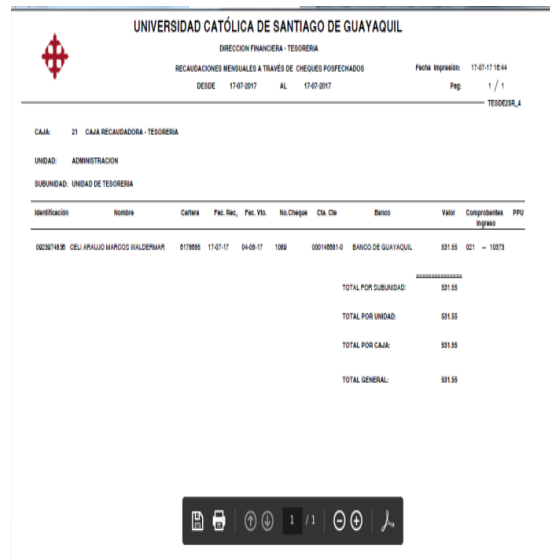 UNIVERSIDAD CATÓLICA DE SANTIAGO DE GUAYAQUIL
DIRECCION FINANCIERA - TESORERIA
RECAUDACIONES MENSUALES A TRAVÉS DE CHEQUES POSFECHADOS Fecha Impresión: 17-07-17 16:44
DESDE 17-07-2017 AL 17-07-2017 Pag: 1 / 1
TESDE25R_4
CAJA: 21 CAJA RECAUDADORA - TESORERIA
UNIDAD: ADMINISTRACION
SUBUNIDAD: UNIDAD DE TESORERIA
Identificación Nombre Cartera Fec. Rec, Fec. Vto. No.Cheque Cta. Cte Banco Valor Comprobantes Ingreso PPU
CELI ARAUJO MARCOS WALDERMAR 17-07-17 1089 BANCO DE GUAYAQUIL 531.55 021 -- 10373
==============
TOTAL POR SUBUNIDAD: 531.55
TOTAL POR UNIDAD: 531.55
TOTAL POR CAJA: 531.55
TOTAL GENERAL: 531.55
1 / 1